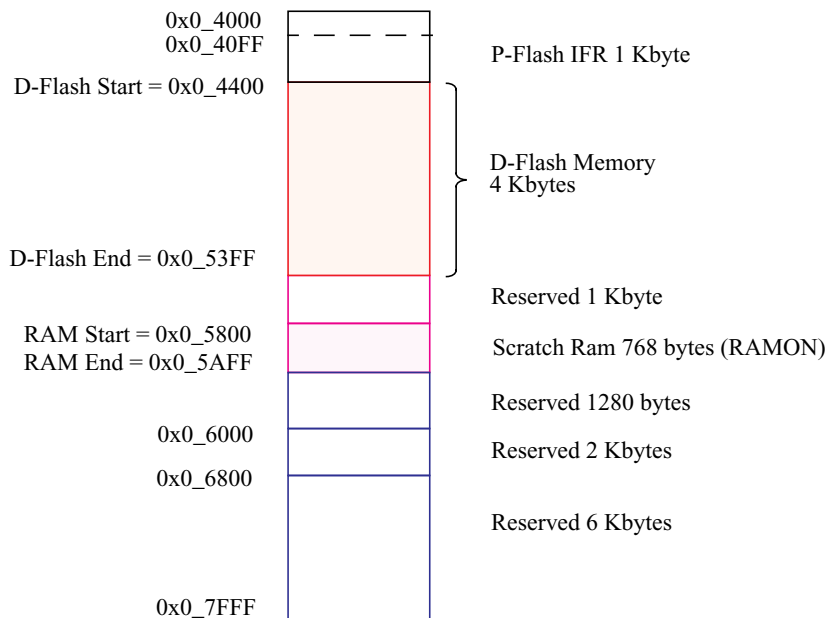 0x0_4000
0x0_40FF
P-Flash IFR 1 Kbyte
D-Flash Start = 0x0_4400
D-Flash Memory
4 Kbytes
D-Flash End = 0x0_53FF
Reserved 1 Kbyte
RAM Start = 0x0_5800
Scratch Ram 768 bytes (RAMON)
RAM End = 0x0_5AFF
Reserved 1280 bytes
0x0_6000
Reserved 2 Kbytes
0x0_6800
Reserved 6 Kbytes
0x0_7FFF